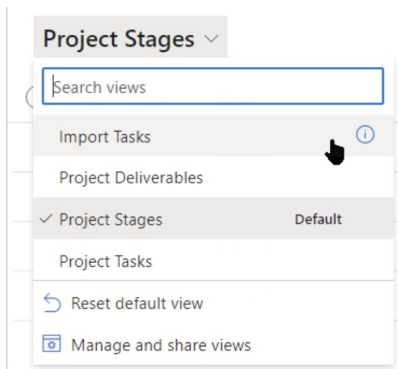 Project Stages
Search views
Import Tasks
Project Deliverables
Project Stages Default
Project Tasks
Reset default view
Manage and share views